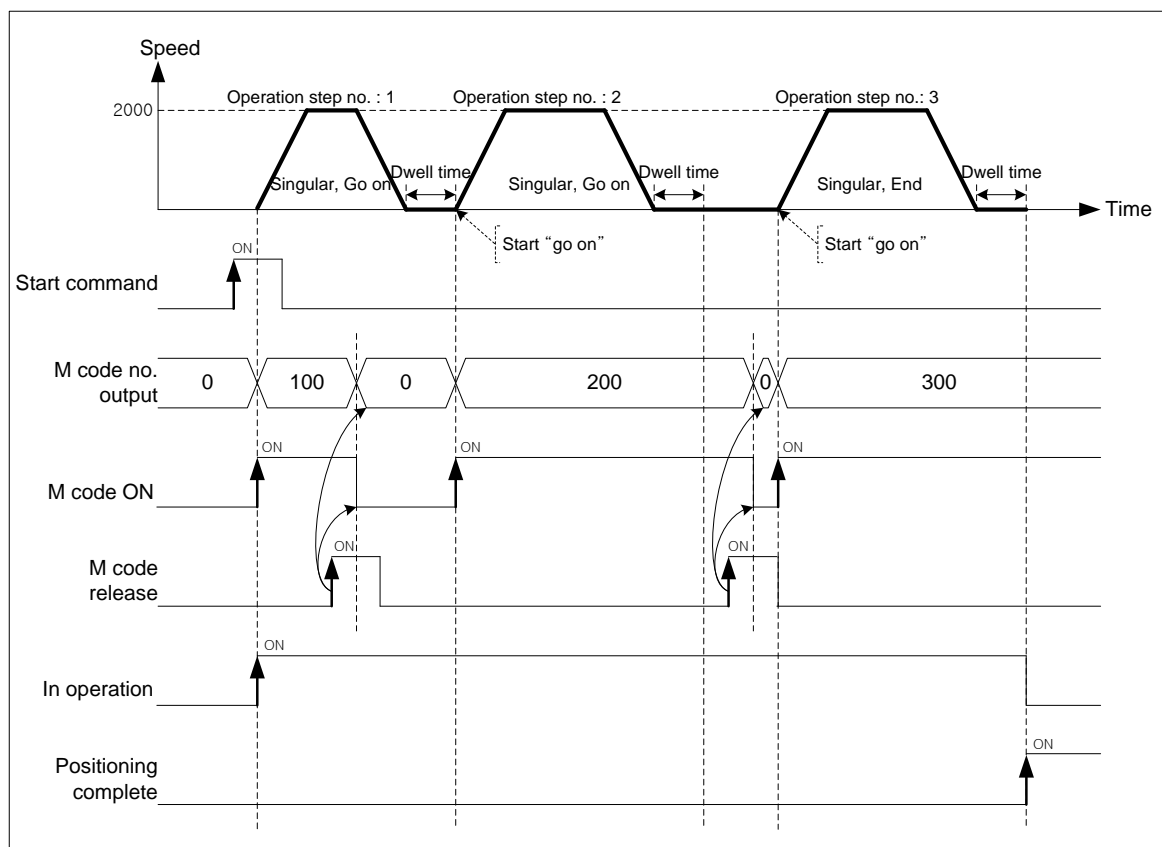 Speed
Operation step no. : 1
Operation step no. : 2
Operation step no.: 3
2000
Dwell time
Dwell time
Dwell time
Singular, Go on
Singular, Go on
Singular, End
Time
Start “go on”
Start “go on”
ON
Start command
M code no.
output
0
100
0
200
0
300
ON
ON
ON
M code ON
ON
ON
M code
release
ON
In operation
ON
Positioning
complete